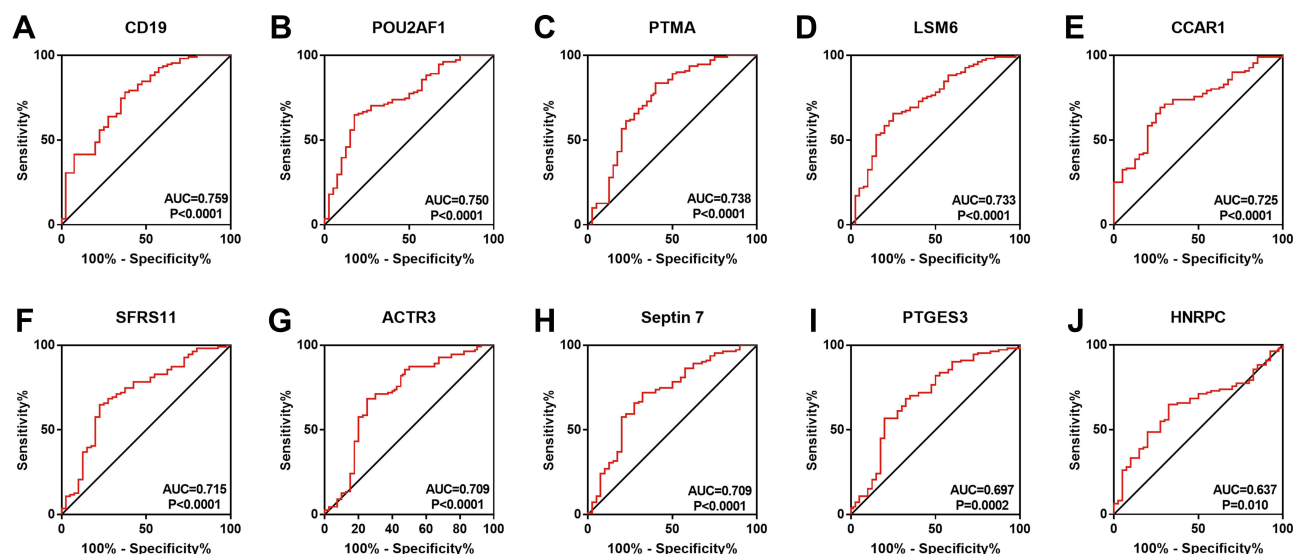 A
CD19
Sensitivity%
100
50
0
AUC=0.759
P<0.0001
0
50
100
100% - Specificity%
B
POU2AF1
Sensitivity%
100
50
0
AUC=0.750
P<0.0001
0
50
100
100% - Specificity%
C
PTMA
Sensitivity%
100
50
0
AUC=0.738
P<0.0001
0
50
100
100% - Specificity%
D
LSM6
Sensitivity%
100
50
0
AUC=0.733
P<0.0001
0
50
100
100% - Specificity%
E
CCAR1
Sensitivity%
100
50
0
AUC=0.725
P<0.0001
0
50
100
100% - Specificity%
F
SFRS11
Sensitivity%
100
50
0
AUC=0.715
P<0.0001
0
50
100
100% - Specificity%
G
ACTR3
Sensitivity%
100
50
0
AUC=0.709
P<0.0001
0
20
40
60
80
100
100% - Specificity%
H
Septin 7
Sensitivity%
100
50
0
AUC=0.709
P<0.0001
0
50
100
100% - Specificity%
I
PTGES3
Sensitivity%
100
50
0
AUC=0.697
P=0.0002
0
50
100
100% - Specificity%
J
HNRPC
Sensitivity%
100
50
0
AUC=0.637
P=0.010
0
50
100
100% - Specificity%